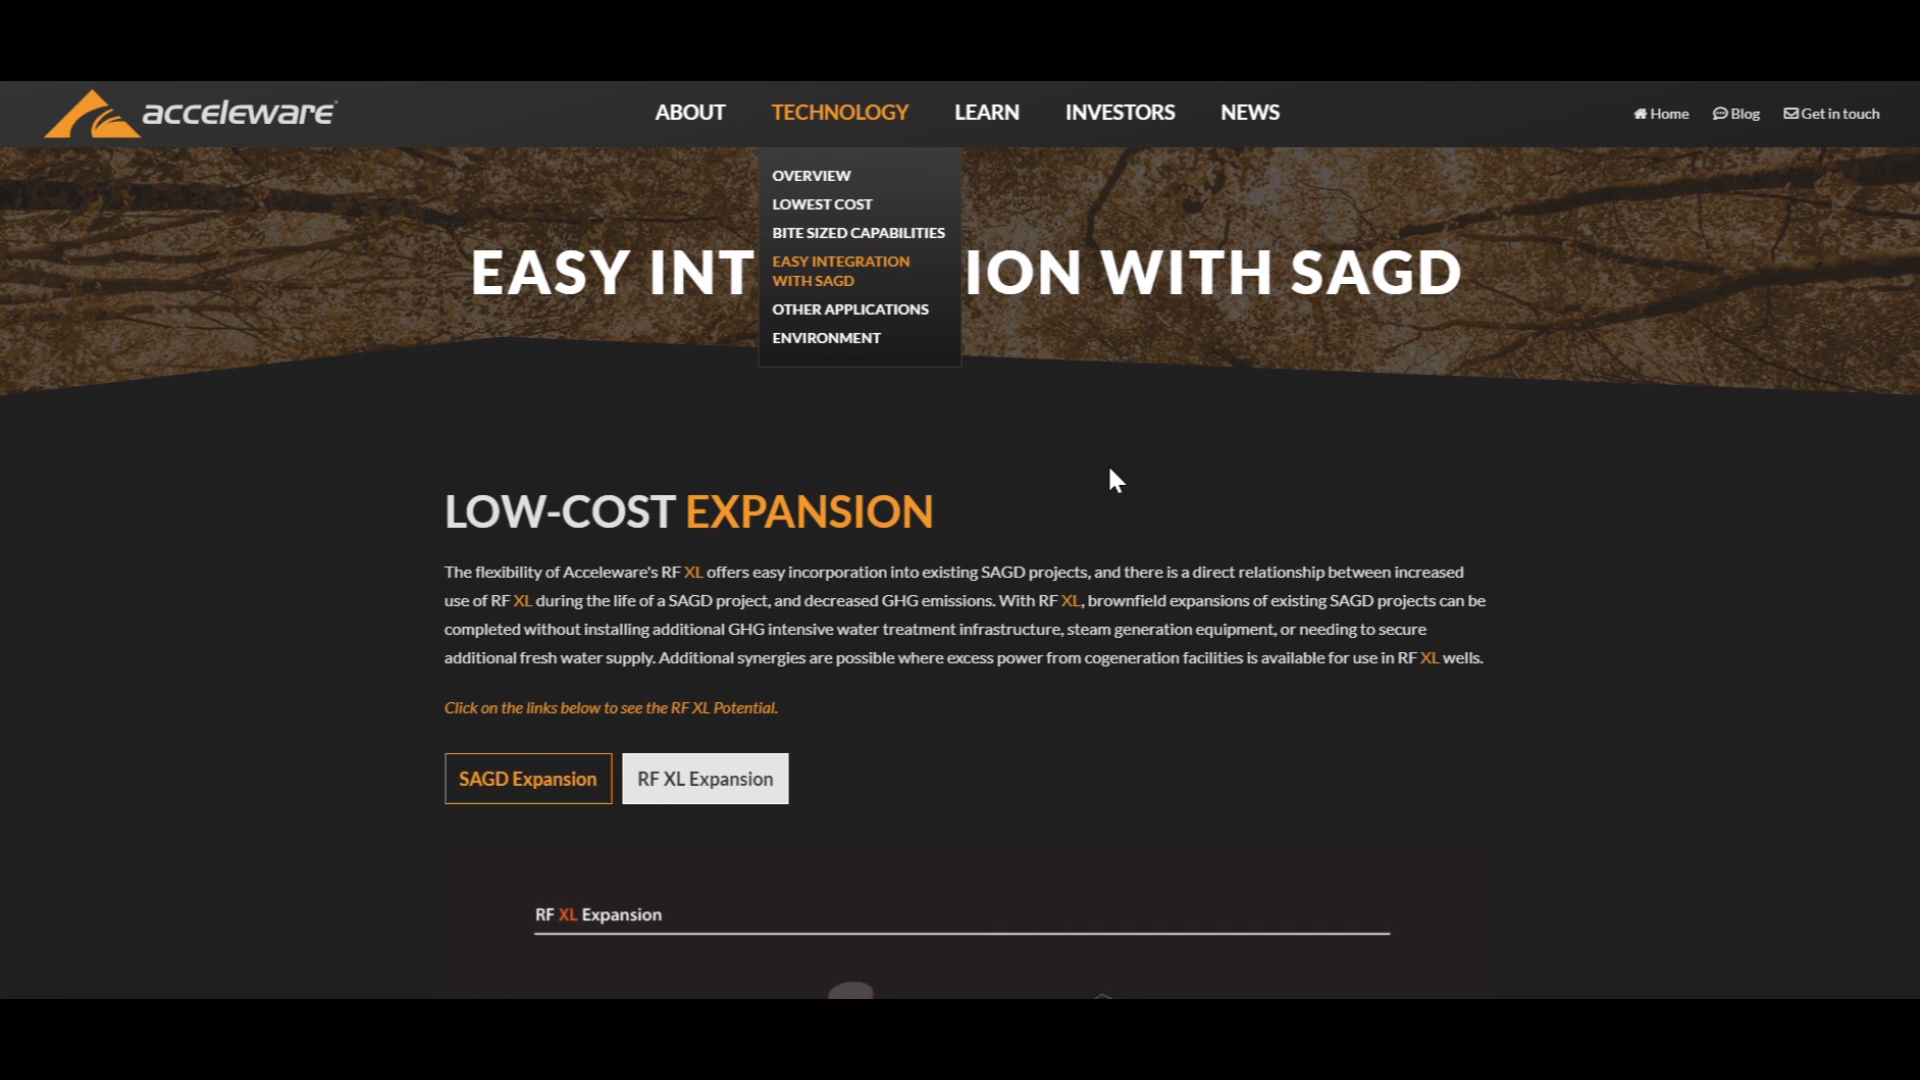 acceleware
ABOUT TECHNOLOGY LEARN INVESTORS NEWS
Home Blog Get in touch
OVERVIEW
LOWEST COST
BITE SIZED CAPABILITIES
EASY INTEGRATION
WITH SAGD
OTHER APPLICATIONS
ENVIRONMENT
EASY INT ION WITH SAGD
LOW-COST EXPANSION
The flexibility of Acceleware's RF XL offers easy incorporation into existing SAGD projects, and there is a direct relationship between increased
use of RF XL during the life of a SAGD project, and decreased GHG emissions. With RF XL, brownfield expansions of existing SAGD projects can be
completed without installing additional GHG intensive water treatment infrastructure, steam generation equipment, or needing to secure
additional fresh water supply. Additional synergies are possible where excess power from cogeneration facilities is available for use in RF XL wells.
Click on the links below to see the RF XL Potential.
SAGD Expansion RF XL Expansion
RF XL Expansion